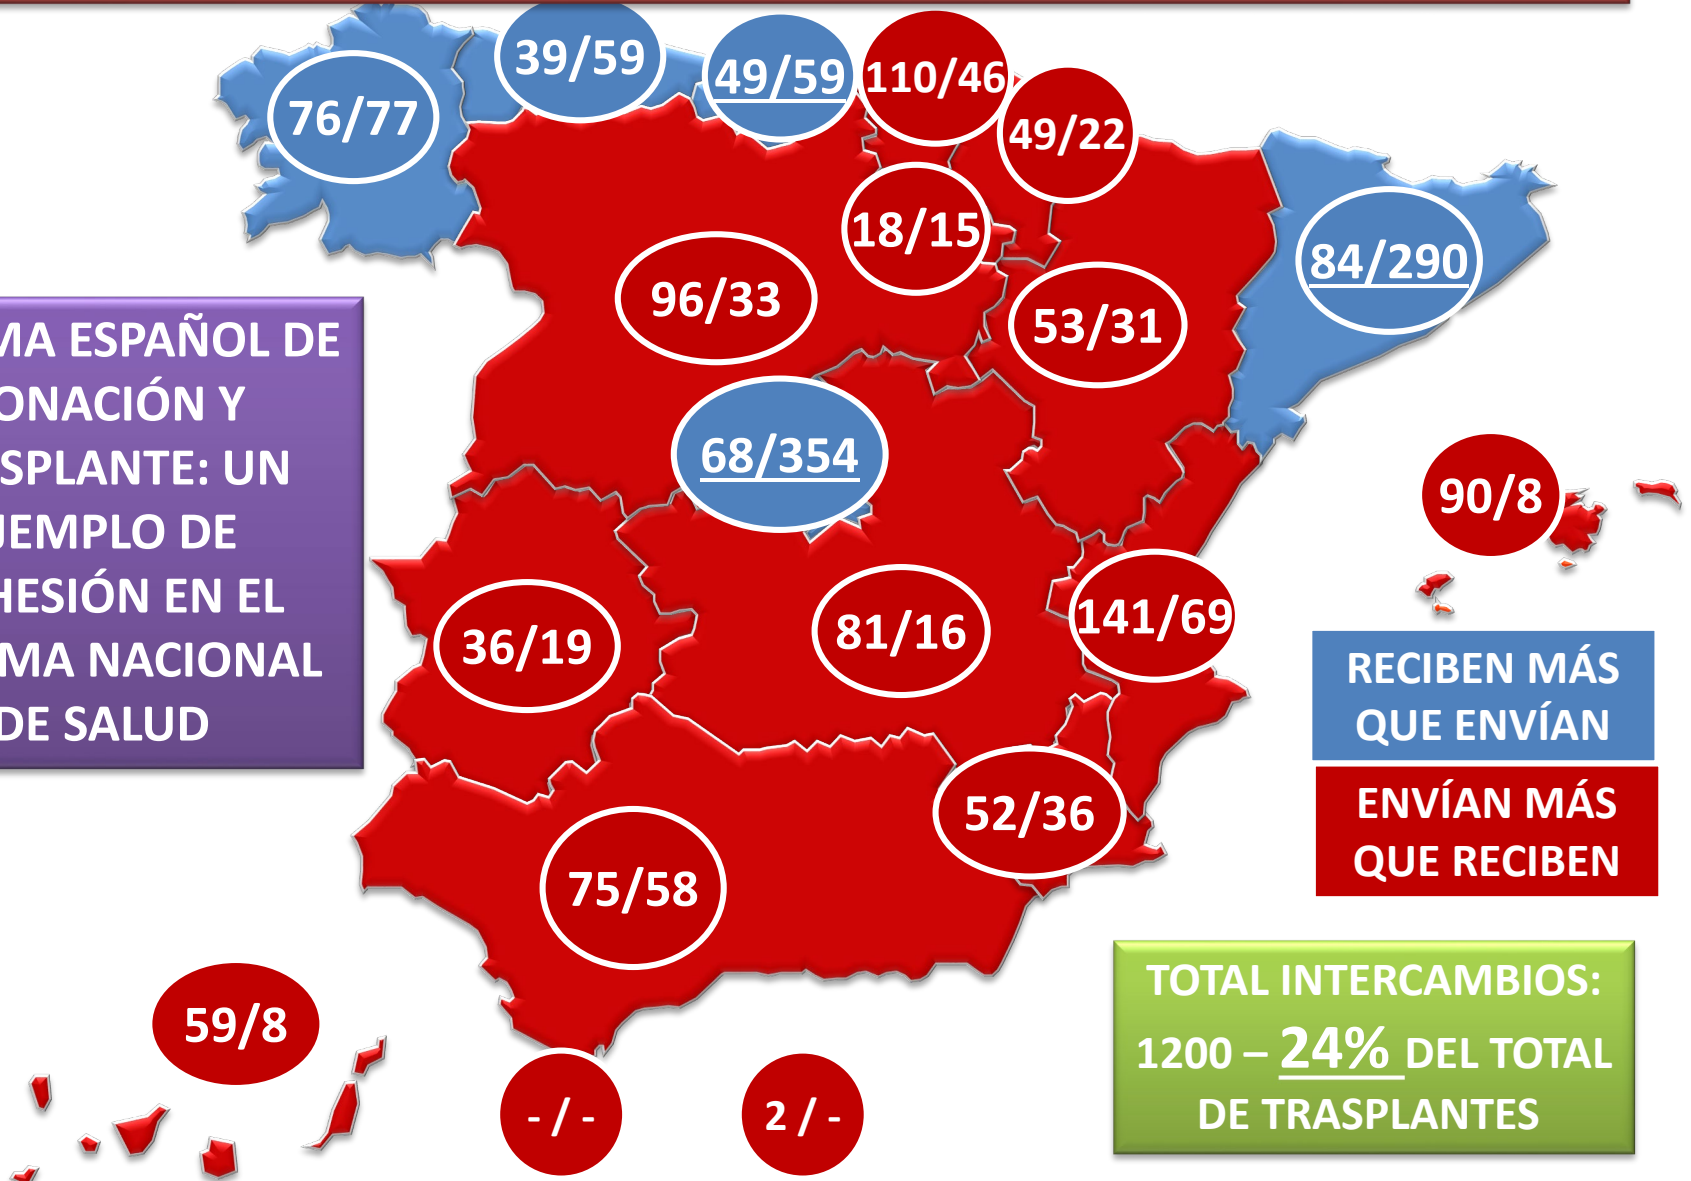 39/59
49/59
110/46
76/77
49/22
18/15
84/290
96/33
53/31
MA ESPAÑOL DE
ONACIÓN Y
SPLANTE: UN
JEMPLO DE
HESIÓN EN EL
MA NACIONAL
DE SALUD
68/354
90/8
141/69
81/16
36/19
RECIBEN MÁS
QUE ENVÍAN
52/36
ENVÍAN MÁS
QUE RECIBEN
75/58
59/8
- / -
2 / -
TOTAL INTERCAMBIOS:
1200 – 24% DEL TOTAL
DE TRASPLANTES